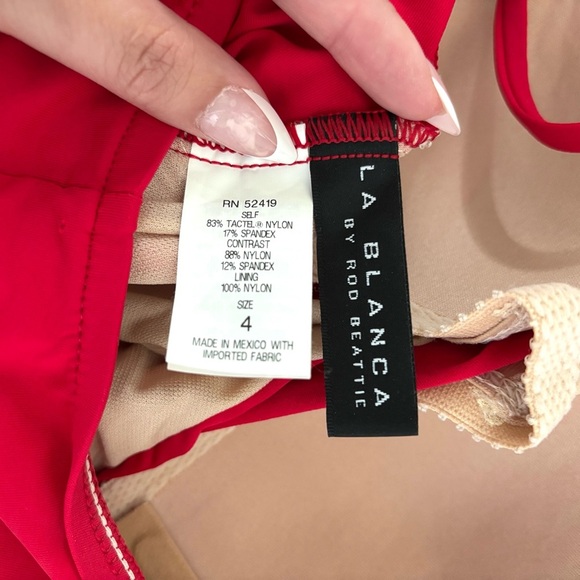 RN 52419
SELF
83% TACTEL® NYLON
17% SPANDEX
CONTRAST
88% NYLON
12% SPANDEX
LINING
100% NYLON
SIZE
4
MADE IN MEXICO WITH
IMPORTED FABRIC
LA BLANCA
BY ROD BEATTIE